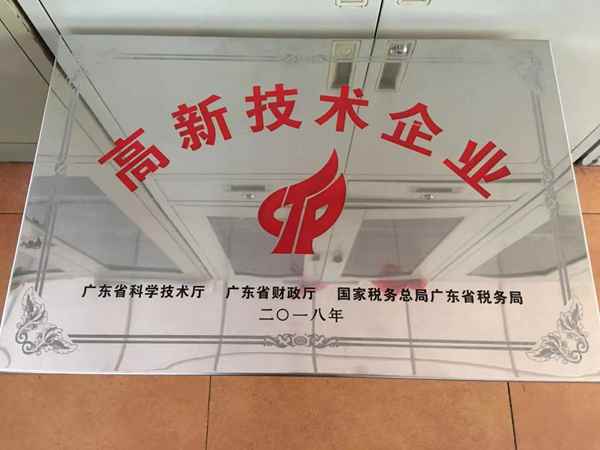 高新技术企业
广东省科学技术厅 广东省财政厅 国家税务总局广东省税务局
二〇一八年